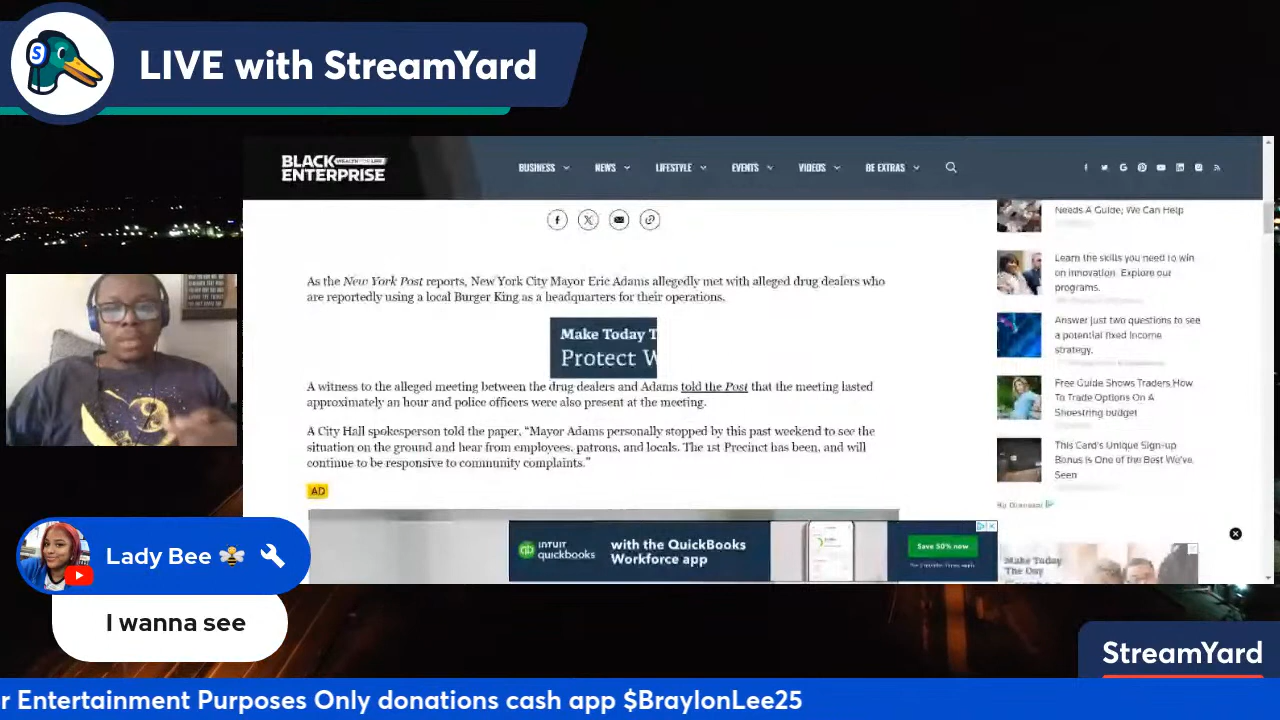 LIVE with StreamYard
BLACK
WEALTH FOR LIFE
ENTERPRISE
BUSINESS
NEWS
LIFESTYLE
EVENTS
VIDEOS
BE EXTRAS
As the New York Post reports, New York City Mayor Eric Adams allegedly met with alleged drug dealers who
are reportedly using a local Burger King as a headquarters for their operations.
Make Today T
Protect W
A witness to the alleged meeting between the drug dealers and Adams told the Post that the meeting lasted
approximately an hour and police officers were also present at the meeting.
A City Hall spokesperson told the paper, “Mayor Adams personally stopped by this past weekend to see the
situation on the ground and hear from employees, patrons, and locals. The 1st Precinct has been, and will
continue to be responsive to community complaints.”
AD
Needs A Guide; We Can Help
Learn the skills you need to win
on innovation. Explore our
programs.
Answer just two questions to see
a potential fixed income
strategy.
Free Guide Shows Traders How
To Trade Options On A
Shoestring budget
This Card's Unique Sign-up
Bonus Is One of the Best We've
Seen
INTUIT
quickbooks
with the QuickBooks
Workforce app
Save 50% now
Make Today
The Day
Lady Bee
I wanna see
StreamYard
r Entertainment Purposes Only donations cash app $BraylonLee25